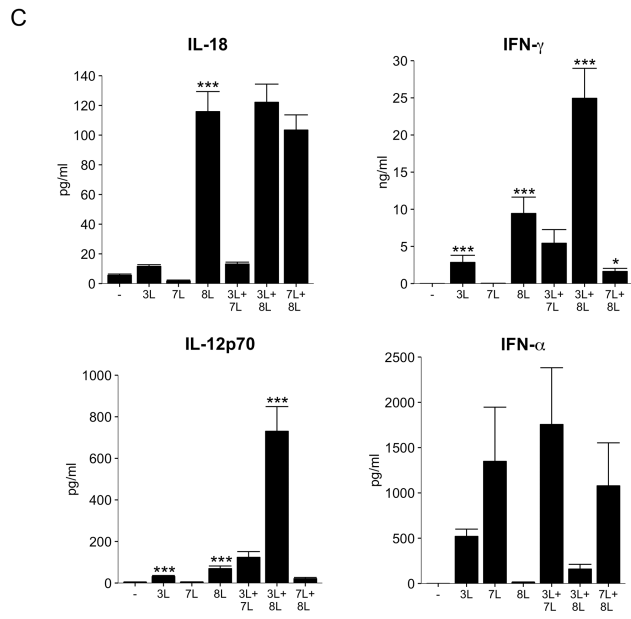 C
IL-18
pg/ml
140
120
100
80
60
40
20
0
***
- 3L 7L 8L 3L+ 3L+ 7L+
7L 8L 8L
IFN-γ
ng/ml
30
25
20
15
10
5
0
*** *** *** *
- 3L 7L 8L 3L+ 3L+ 7L+
7L 8L 8L
IL-12p70
pg/ml
1000
800
600
400
200
0
*** *** ***
- 3L 7L 8L 3L+ 3L+ 7L+
7L 8L 8L
IFN-α
pg/ml
2500
2000
1500
1000
500
0
- 3L 7L 8L 3L+ 3L+ 7L+
7L 8L 8L